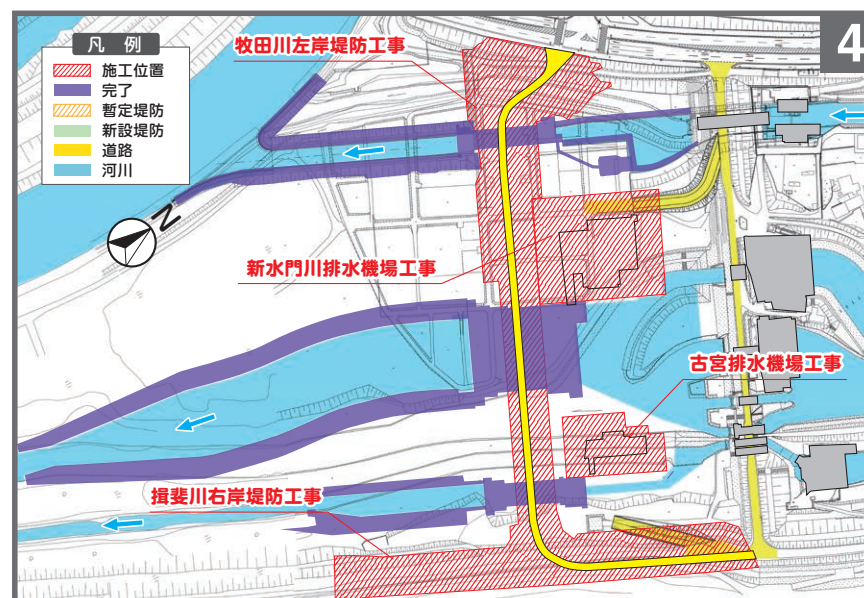 4
凡例
施工位置
完了
暫定堤防
新設堤防
道路
河川
牧田川左岸堤防工事
N
新水門川排水機場工事
古宮排水機場工事
揖斐川右岸堤防工事